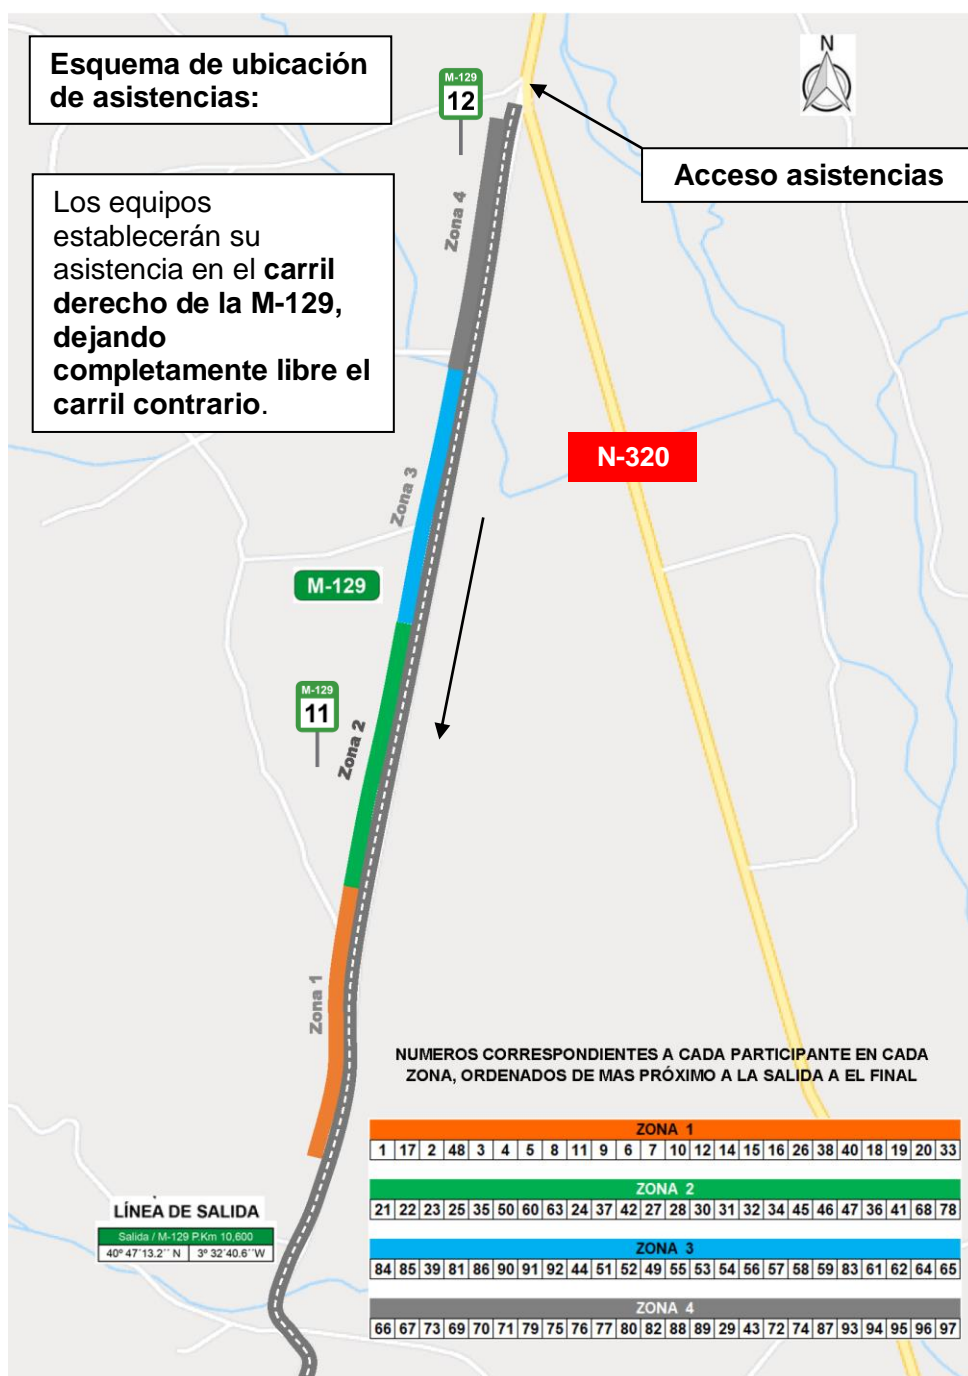 Esquema de ubicación
de asistencias:
N
M-129
12
Acceso asistencias
Los equipos
establecerán su
asistencia en el carril
derecho de la M-129,
dejando
completamente libre el
carril contrario.
Zona 4
N-320
Zona 3
M-129
M-129
11
Zona 2
Zona 1
NUMEROS CORRESPONDIENTES A CADA PARTICIPANTE EN CADA
ZONA, ORDENADOS DE MAS PRÓXIMO A LA SALIDA A EL FINAL
ZONA 1
1 17 2 48 3 4 5 8 11 9 6 7 10 12 14 15 16 26 38 40 18 19 20 33
ZONA 2
21 22 23 25 35 50 60 63 24 37 42 27 28 30 31 32 34 45 46 47 36 41 68 78
LÍNEA DE SALIDA
Salida / M-129 P.Km 10,600
40º 47´13.2´´ N 3º 32´40.6´´W
ZONA 3
84 85 39 81 86 90 91 92 44 51 52 49 55 53 54 56 57 58 59 83 61 62 64 65
ZONA 4
66 67 73 69 70 71 79 75 76 77 80 82 88 89 29 43 72 74 87 93 94 95 96 97